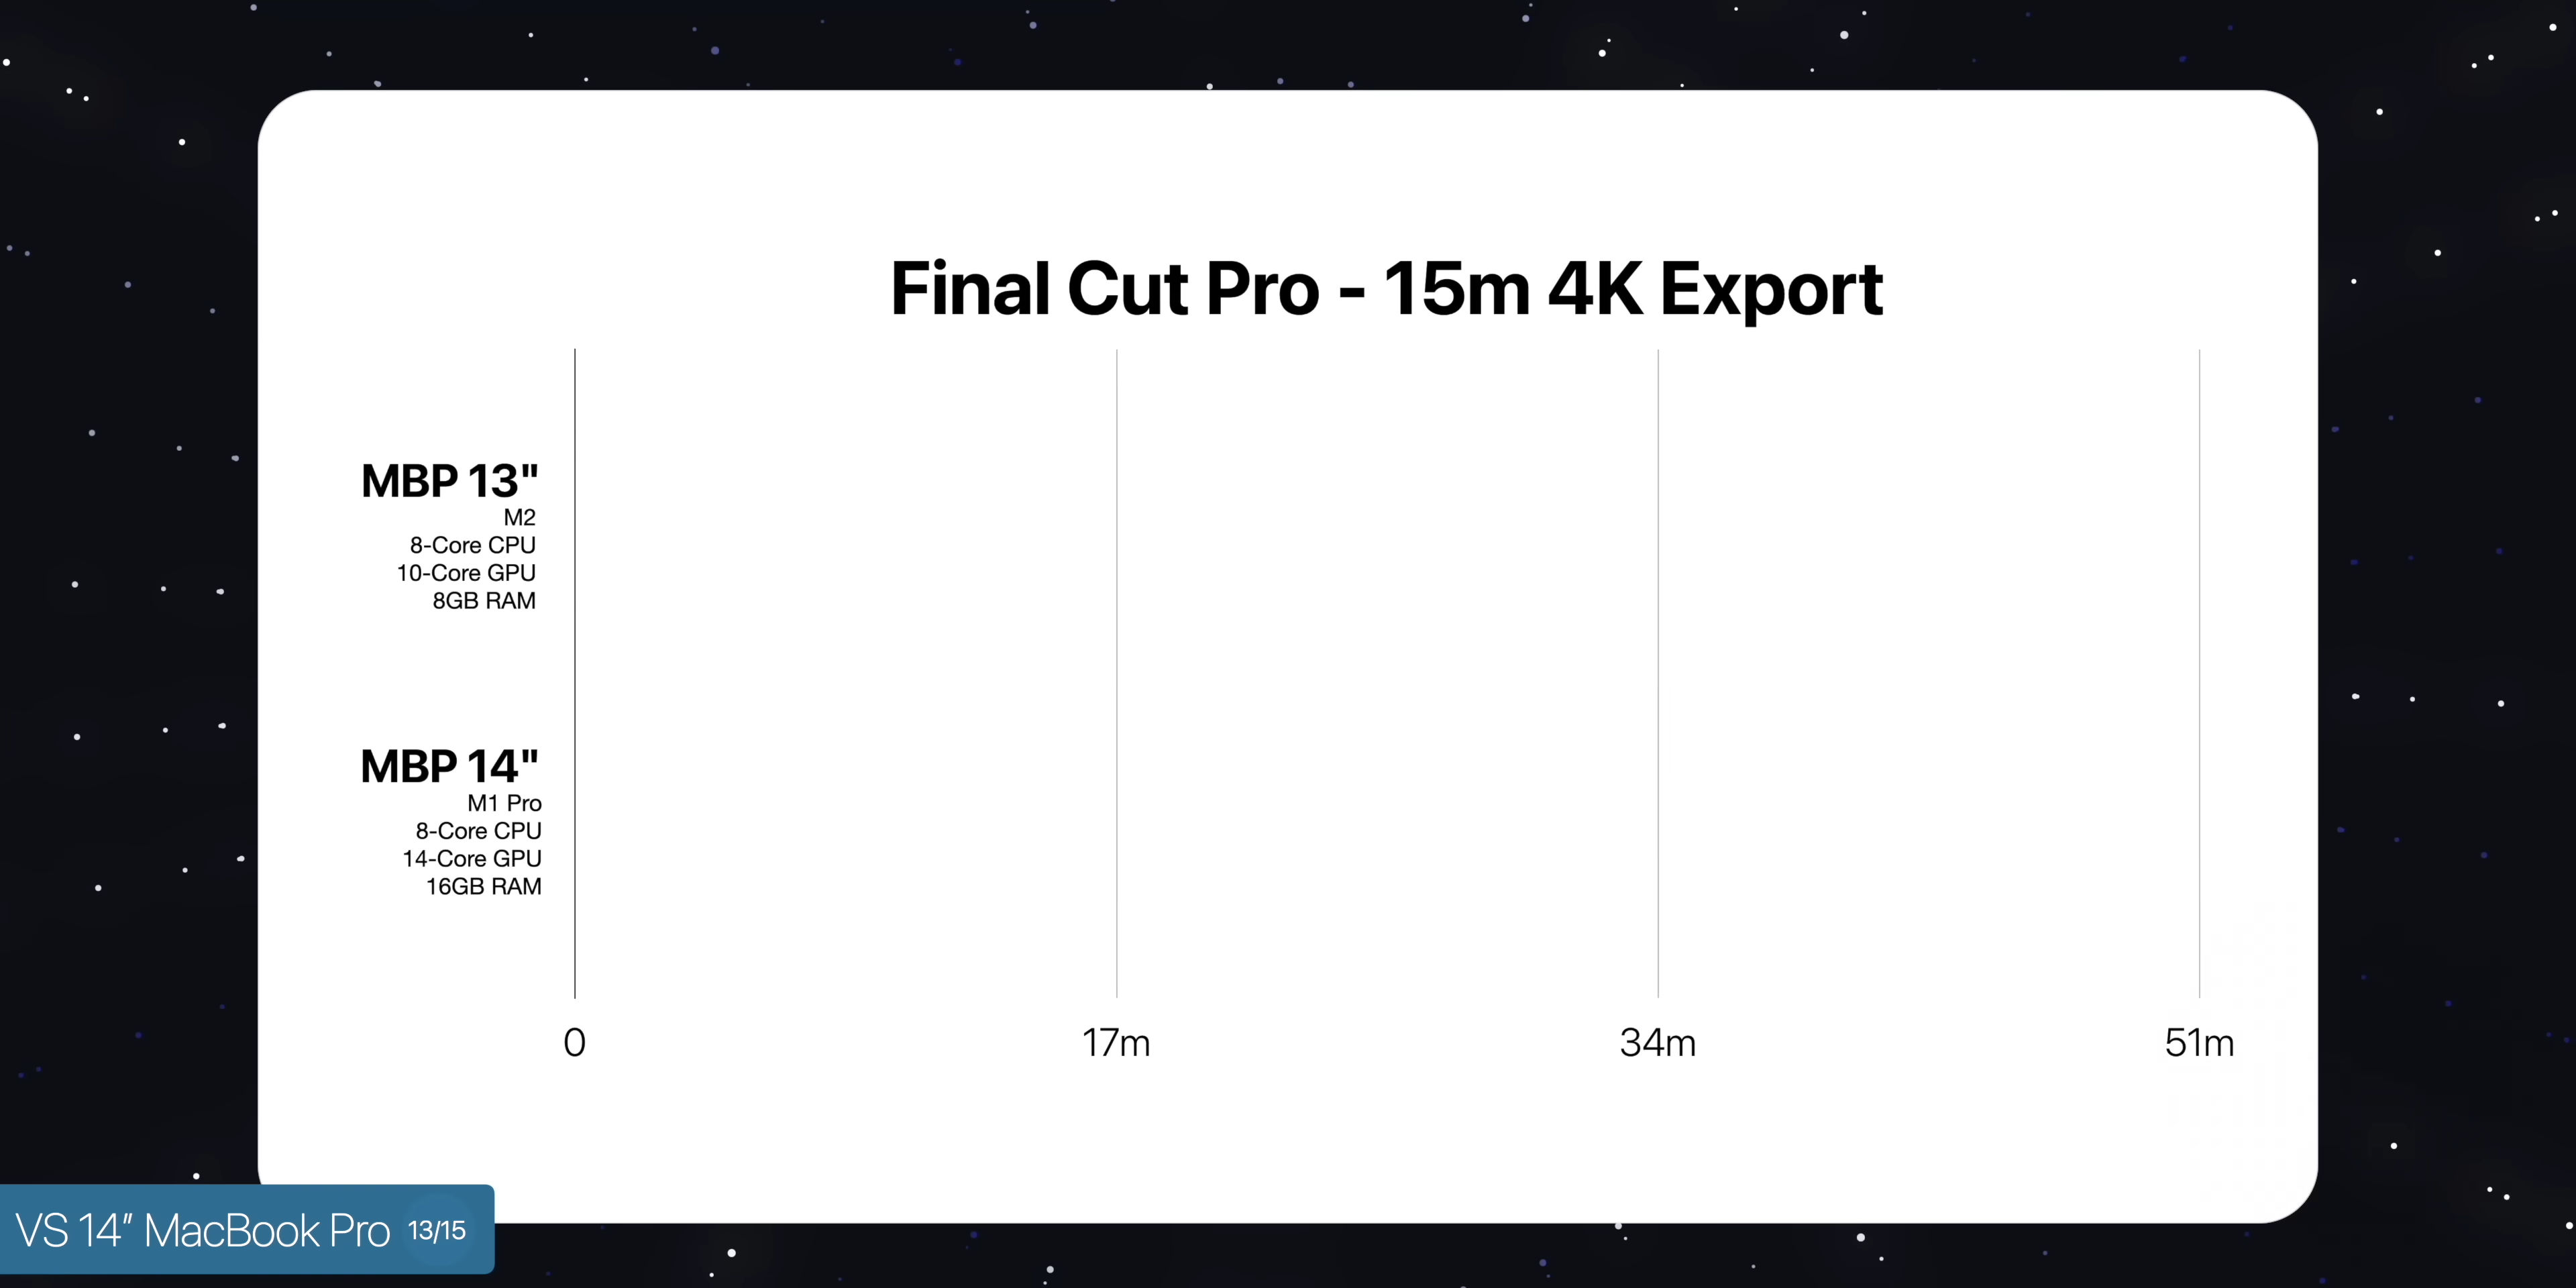 Final Cut Pro - 15m 4K Export
MBP 13"
M2
8-Core CPU
10-Core GPU
8GB RAM
MBP 14"
M1 Pro
8-Core CPU
14-Core GPU
16GB RAM
0 17m 34m 51m
VS 14" MacBook Pro 13/15